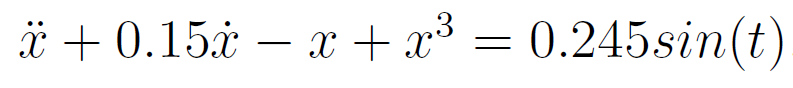 ẍ + 0.15ẋ − x + x³ = 0.245sin(t)